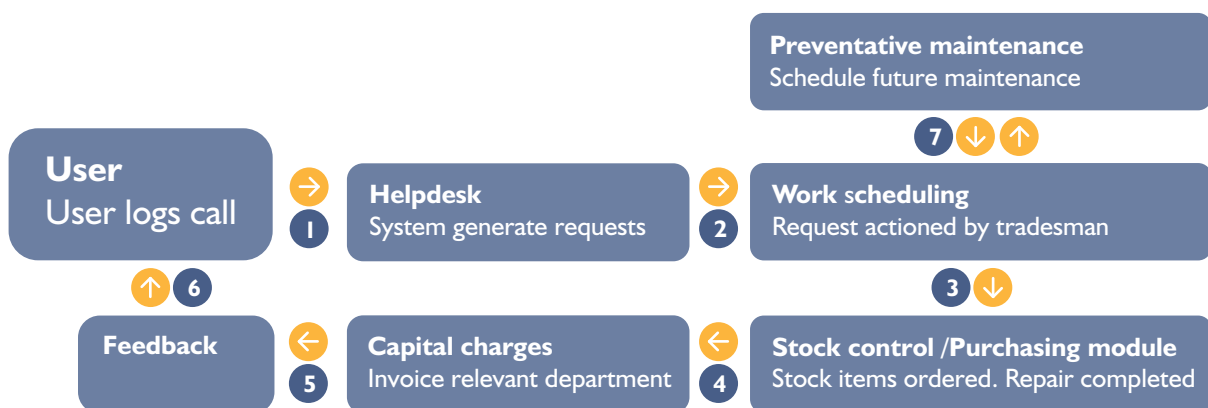 Preventative maintenance
Schedule future maintenance
7
User
User logs call
1
Helpdesk
System generate requests
2
Work scheduling
Request actioned by tradesman
6
3
Feedback
5
Capital charges
Invoice relevant department
4
Stock control /Purchasing module
Stock items ordered. Repair completed